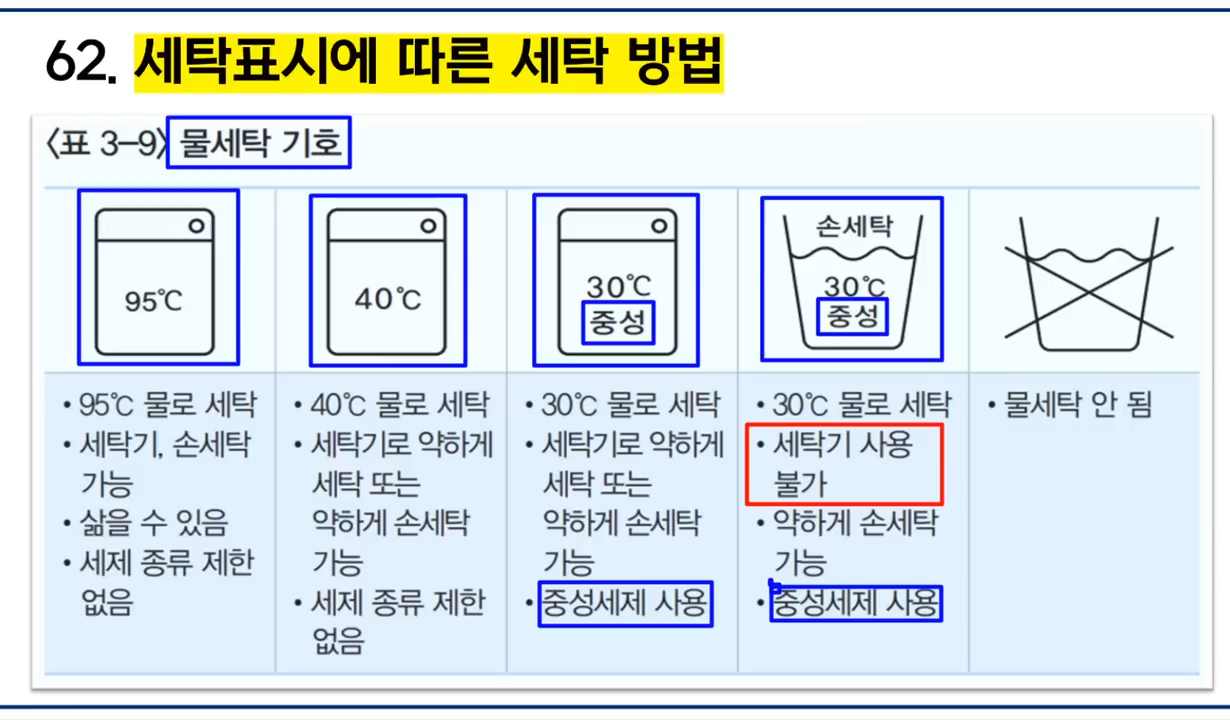 62. 세탁표시에 따른 세탁 방법
〈표 3-9〉 물세탁 기호
95℃
40℃
30℃
중성
손세탁
30℃
중성
• 95℃ 물로 세탁
• 세탁기, 손세탁
가능
• 삶을 수 있음
• 세제 종류 제한
없음
• 40℃ 물로 세탁
• 세탁기로 약하게
세탁 또는
약하게 손세탁
가능
• 세제 종류 제한
없음
• 30℃ 물로 세탁
• 세탁기로 약하게
세탁 또는
약하게 손세탁
가능
• 중성세제 사용
• 30℃ 물로 세탁
• 세탁기 사용
불가
• 약하게 손세탁
가능
• 중성세제 사용
• 물세탁 안 됨